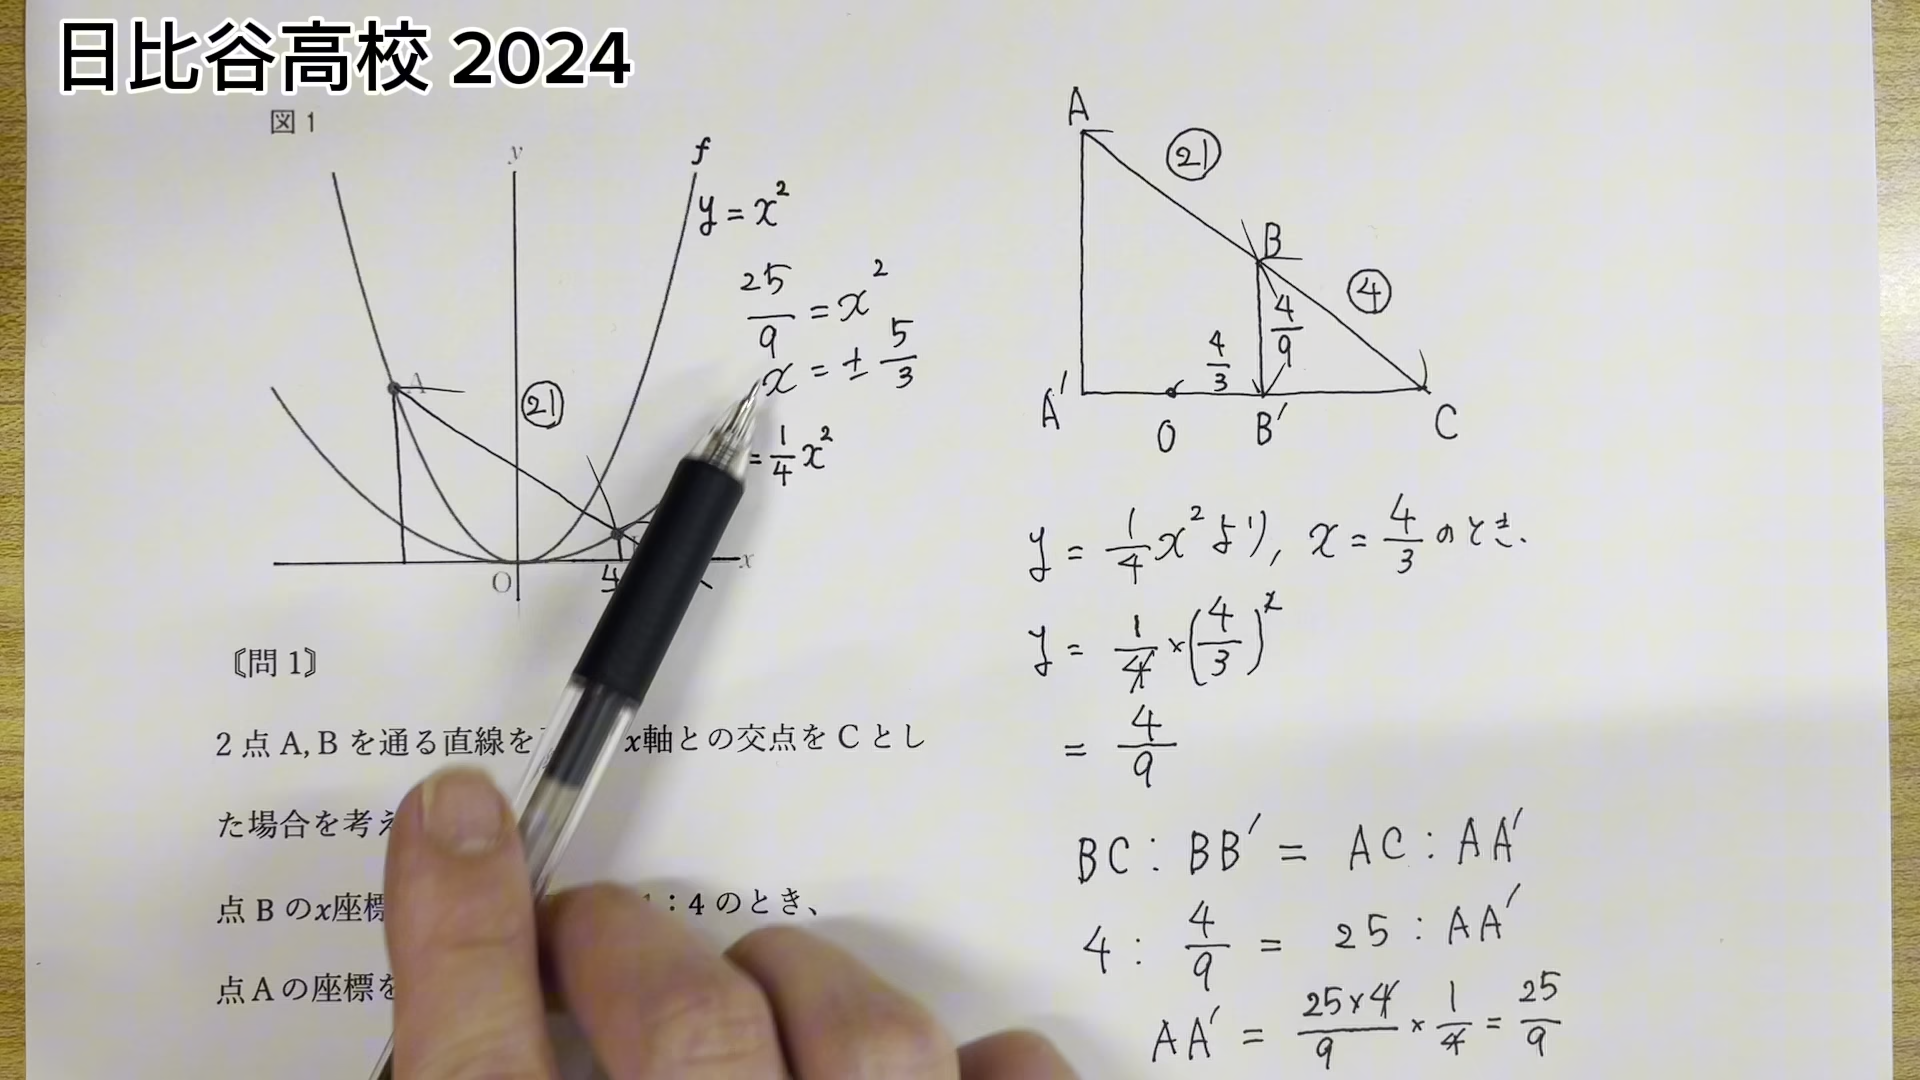 日比谷高校 2024
図 1
y
f
y = x²
25/9 = x²
x = ± 5/3
= 1/4 x²
A
㉑
x
O
4
〘問 1〙
2 点 A, B を通る直線を x軸との交点を C とし
た場合を考え
点 B のx座標 : 4 のとき、
点 A の座標を
A
㉑
B
④
4/9
4/3
A′
O
B′
C
y = 1/4 x² より, x = 4/3 のとき.
y = 1/4 × (4/3)²
= 4/9
BC : BB′ = AC : AA′
4 : 4/9 = 25 : AA′
AA′ = 25×4/9 × 1/4 = 25/9